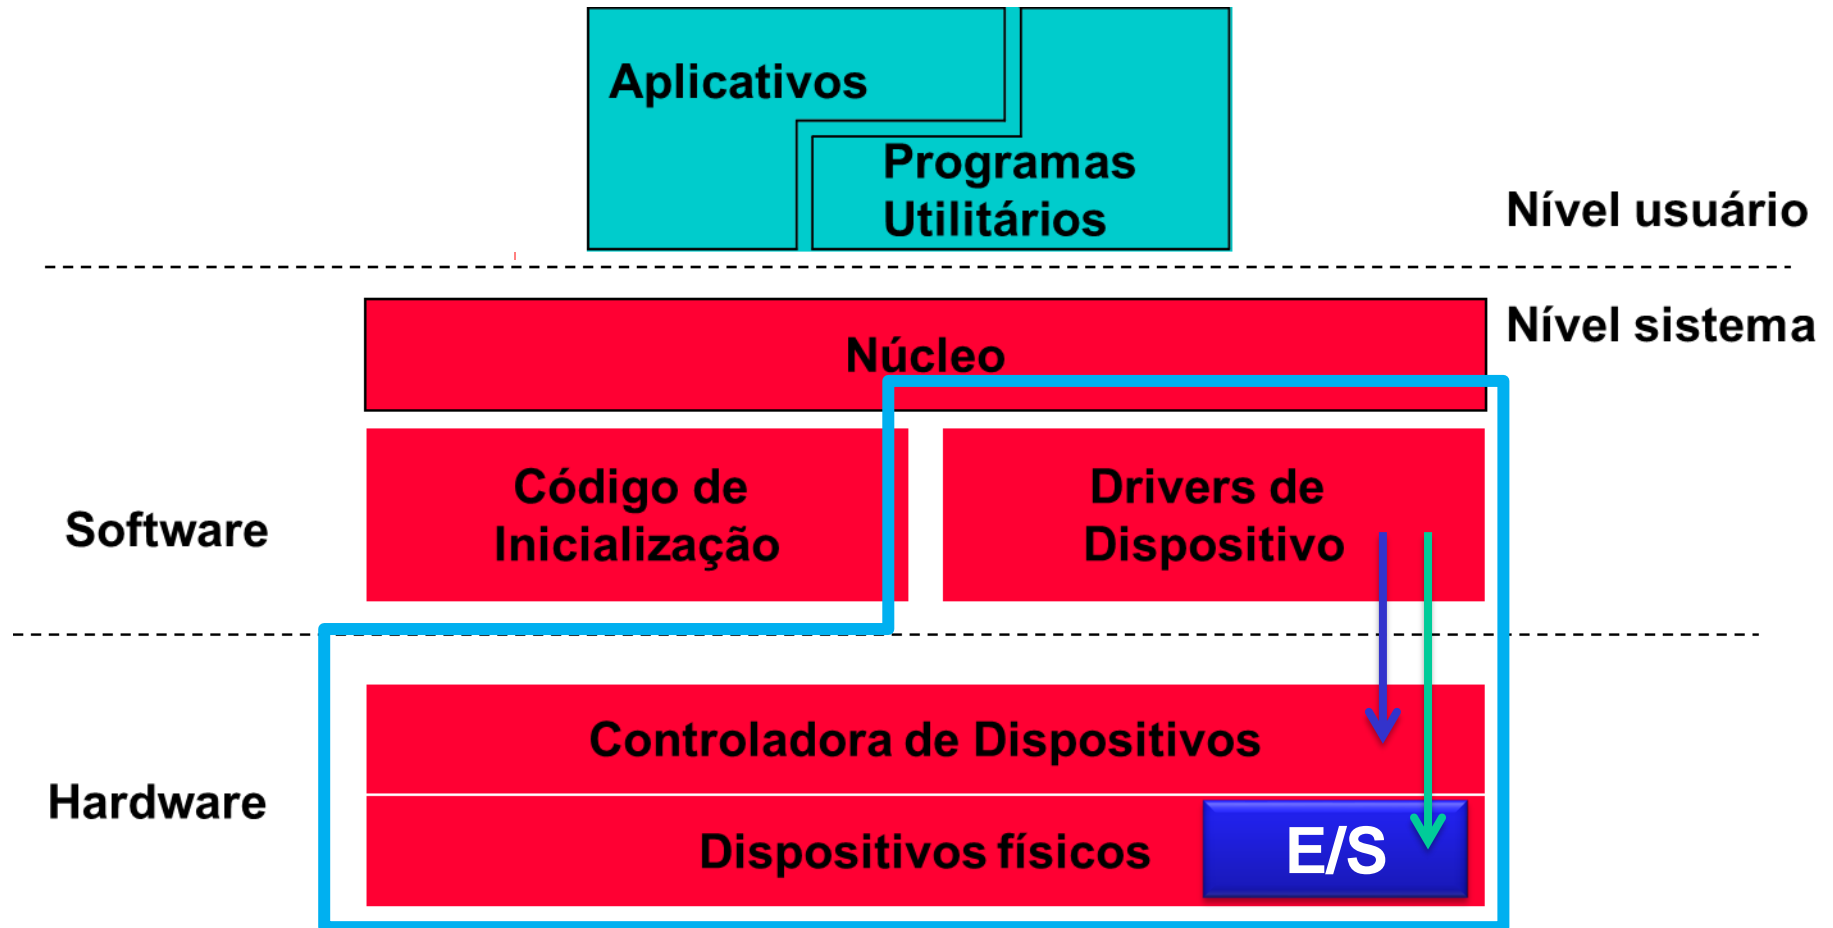 Aplicativos
Programas
Utilitários
Nível usuário
Nível sistema
Núcleo
Código de
Inicialização
Drivers de
Dispositivo
Software
Controladora de Dispositivos
Hardware
Dispositivos físicos
E/S